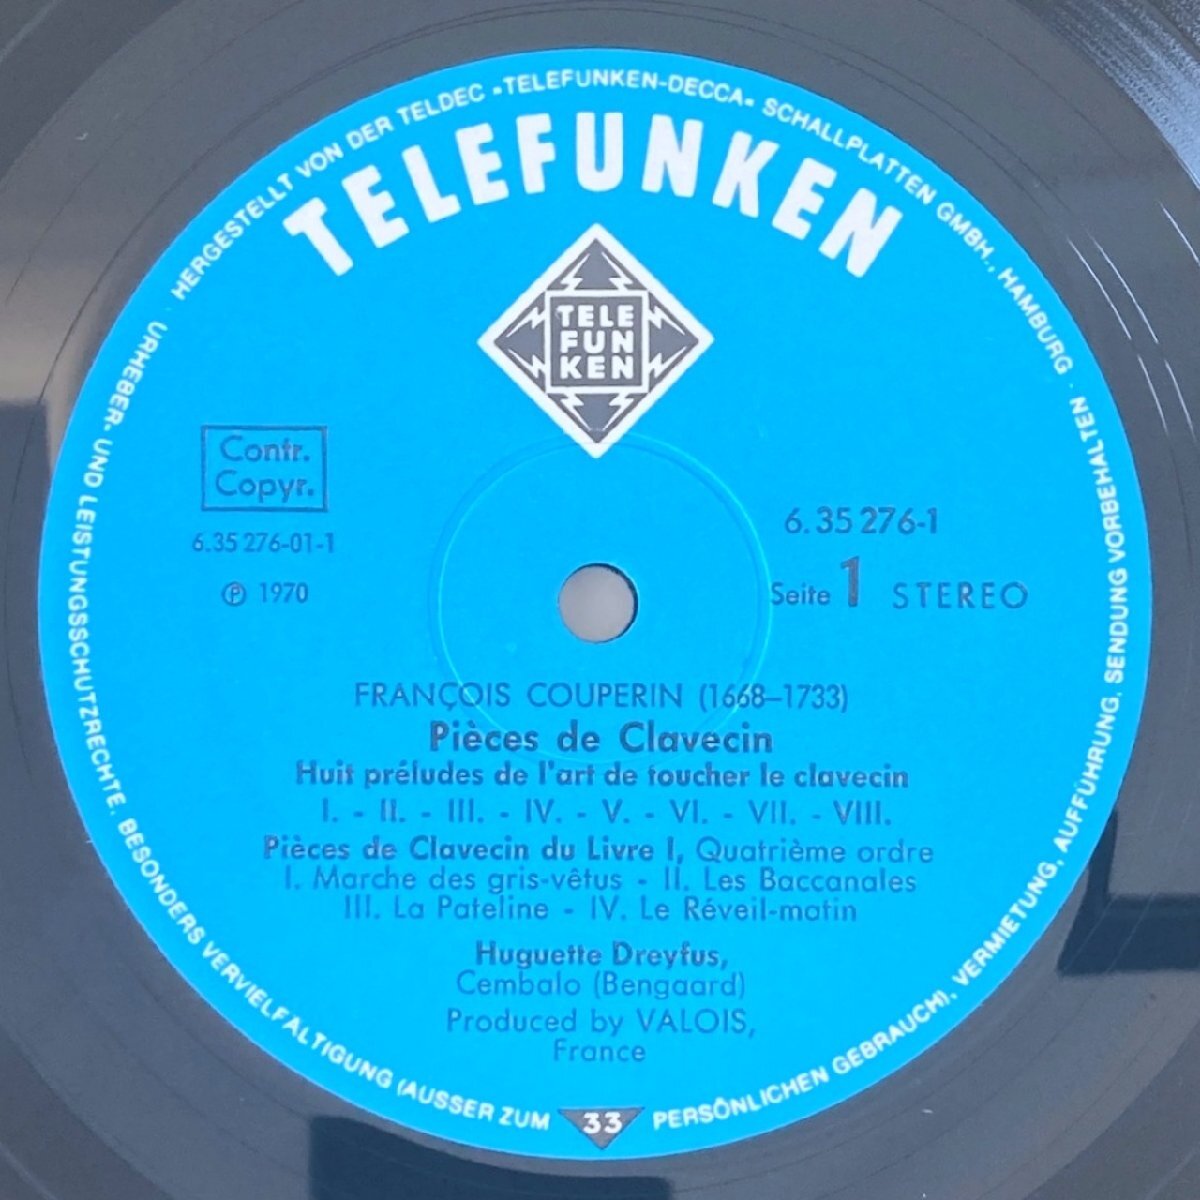 HERGESTELLT VON DER TELDEC »TELEFUNKEN-DECCA« SCHALLPLATTEN GMBH., HAMBURG · URHEBER- UND LEISTUNGSSCHUTZRECHTE, BESONDERS VERVIELFÄLTIGUNG (AUSSER ZUM PERSÖNLICHEN GEBRAUCH), VERMIETUNG, AUFFÜHRUNG, SENDUNG VORBEHALTEN
TELEFUNKEN
TELE
FUN
KEN
Contr.
Copyr.
6.35 276-01-1
℗ 1970
6.35 276-1
Seite 1 STEREO
FRANÇOIS COUPERIN (1668–1733)
Pièces de Clavecin
Huit préludes de l'art de toucher le clavecin
I. - II. - III. - IV. - V. - VI. - VII. - VIII.
Pièces de Clavecin du Livre I, Quatrième ordre
I. Marche des gris-vêtus - II. Les Baccanales
III. La Pateline - IV. Le Réveil-matin
Huguette Dreyfus,
Cembalo (Bengaard)
Produced by VALOIS,
France
33